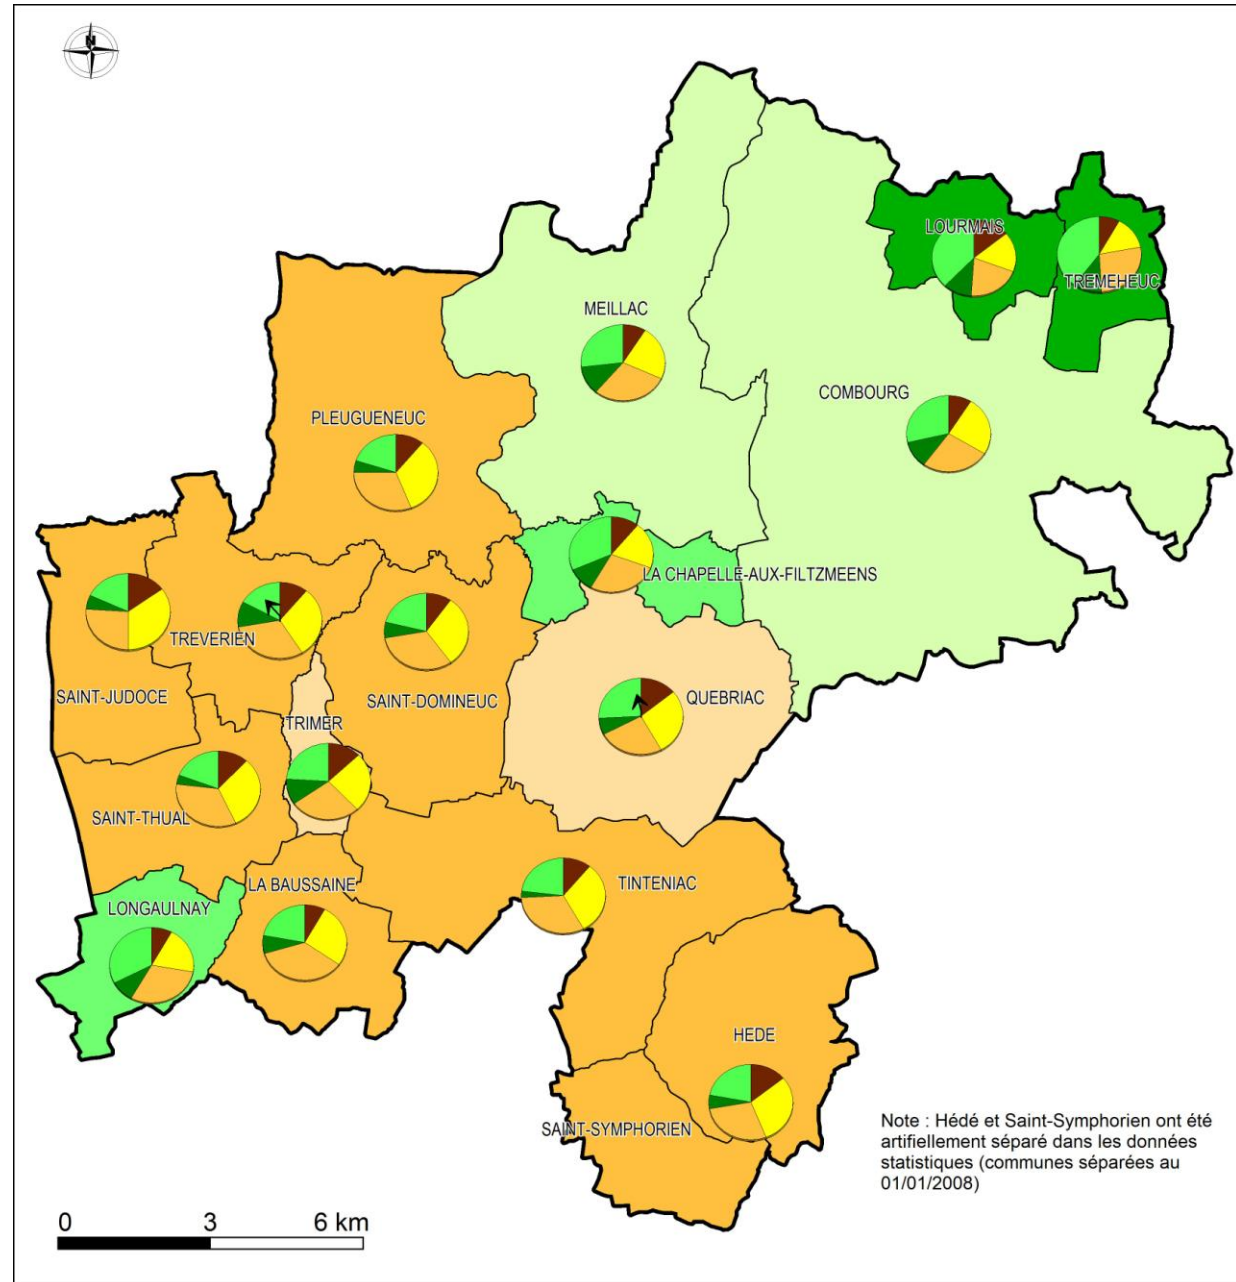 N
LOURMAIS
TREMEHEUC
MEILLAC
COMBOURG
PLEUGUENEUC
LA CHAPELLE-AUX-FILTZMEENS
TREVERIEN
SAINT-JUDOCE
SAINT-DOMINEUC
QUEBRIAC
TRIMER
SAINT-THUAL
LA BAUSSAINE
TINTENIAC
LONGAULNAY
HEDE
SAINT-SYMPHORIEN
Note : Hédé et Saint-Symphorien ont été
artifiellement séparé dans les données
statistiques (communes séparées au
01/01/2008)
0 3 6 km